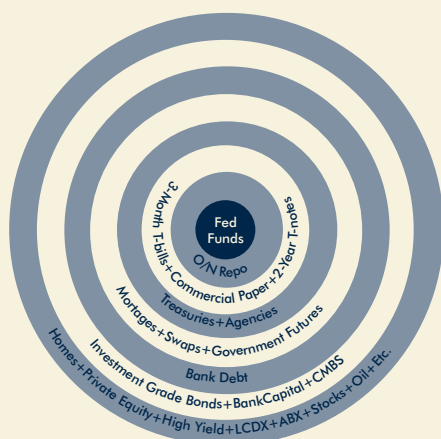 Fed
Funds
O/N Repo
3-Month T-bills+Commercial Paper+2-Year T-notes
Treasuries+Agencies
Mortages+Swaps+Government Futures
Bank Debt
Investment Grade Bonds+BankCapital+CMBS
Homes+Private Equity+High Yield+LCDX+ABX+Stocks+Oil+Etc.